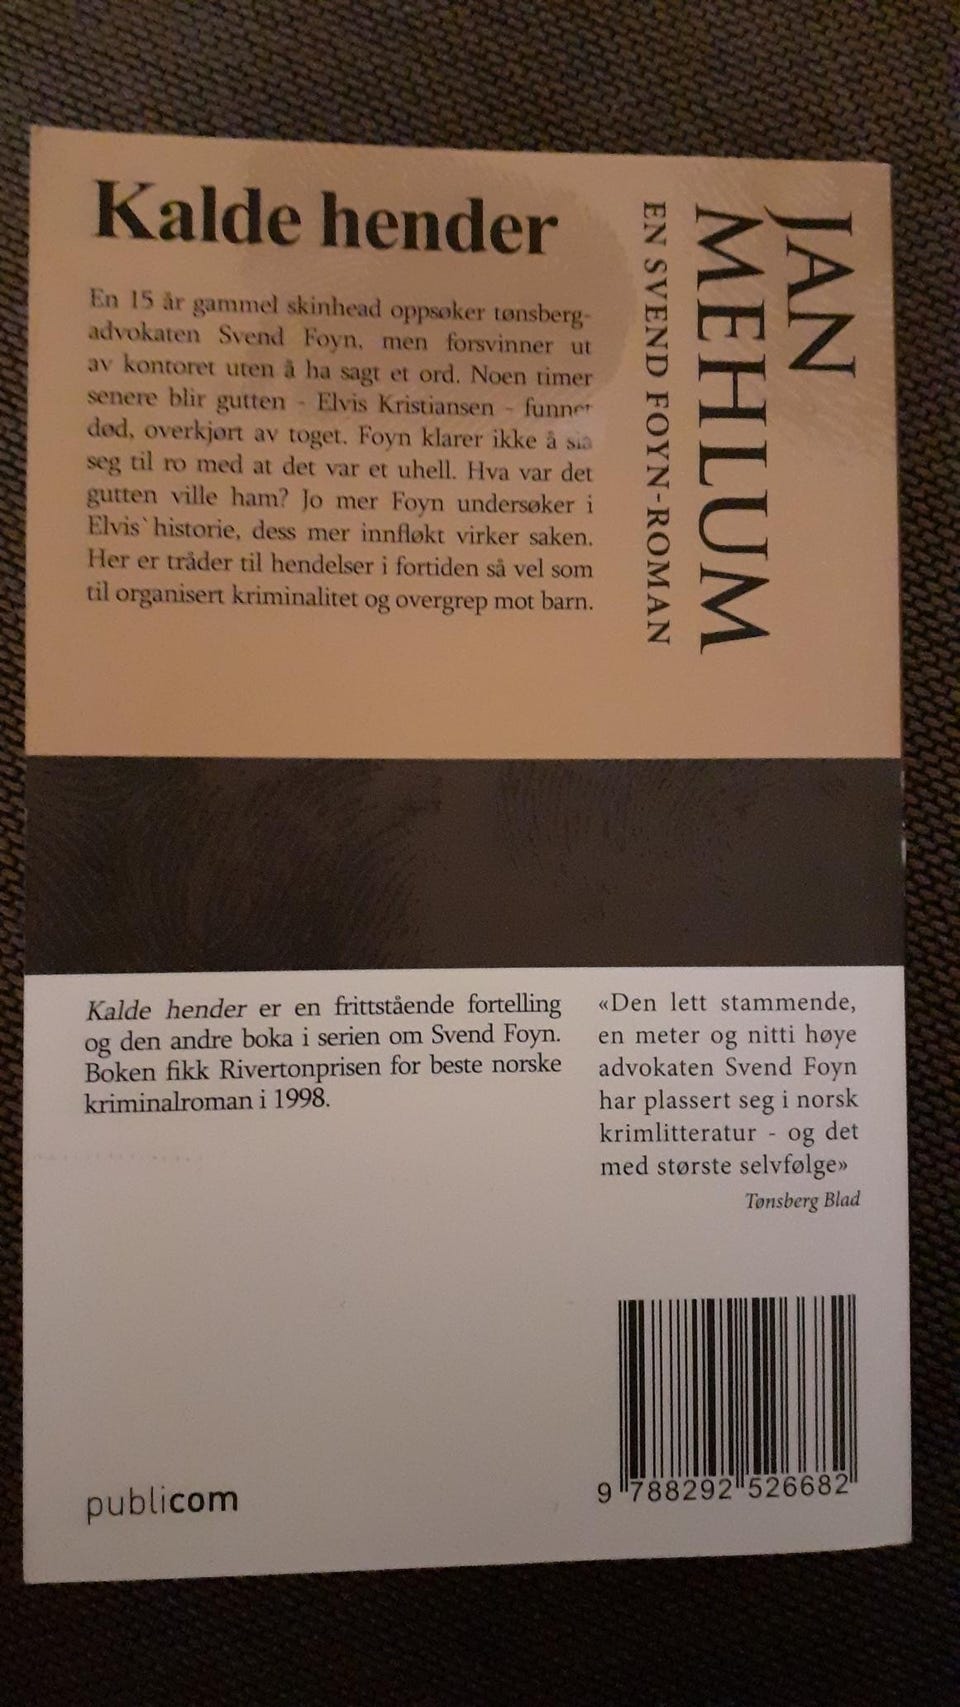 Kalde hender
En 15 år gammel skinhead oppsøker tønsberg-
advokaten Svend Foyn, men forsvinner ut
av kontoret uten å ha sagt et ord. Noen timer
senere blir gutten - Elvis Kristiansen - funnet
død, overkjørt av toget. Foyn klarer ikke å slå
seg til ro med at det var et uhell. Hva var det
gutten ville ham? Jo mer Foyn undersøker i
Elvis` historie, dess mer innfløkt virker saken.
Her er tråder til hendelser i fortiden så vel som
til organisert kriminalitet og overgrep mot barn.
JAN
MEHLUM
EN SVEND FOYN-ROMAN
Kalde hender er en frittstående fortelling
og den andre boka i serien om Svend Foyn.
Boken fikk Rivertonprisen for beste norske
kriminalroman i 1998.
«Den lett stammende,
en meter og nitti høye
advokaten Svend Foyn
har plassert seg i norsk
krimlitteratur - og det
med største selvfølge»
Tønsberg Blad
publicom
9 788292 526682